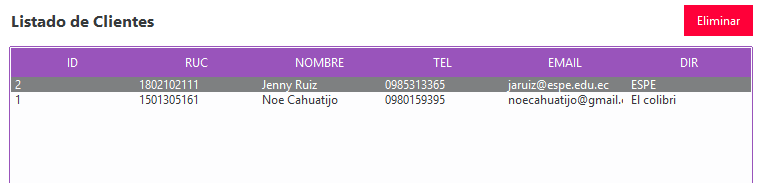 Listado de Clientes Eliminar
ID RUC NOMBRE TEL EMAIL DIR
2 1802102111 Jenny Ruiz 0985313365 jaruiz@espe.edu.ec ESPE
1 1501305161 Noe Cahuatijo 0980159395 noecahuatijo@gmail.c El colibri